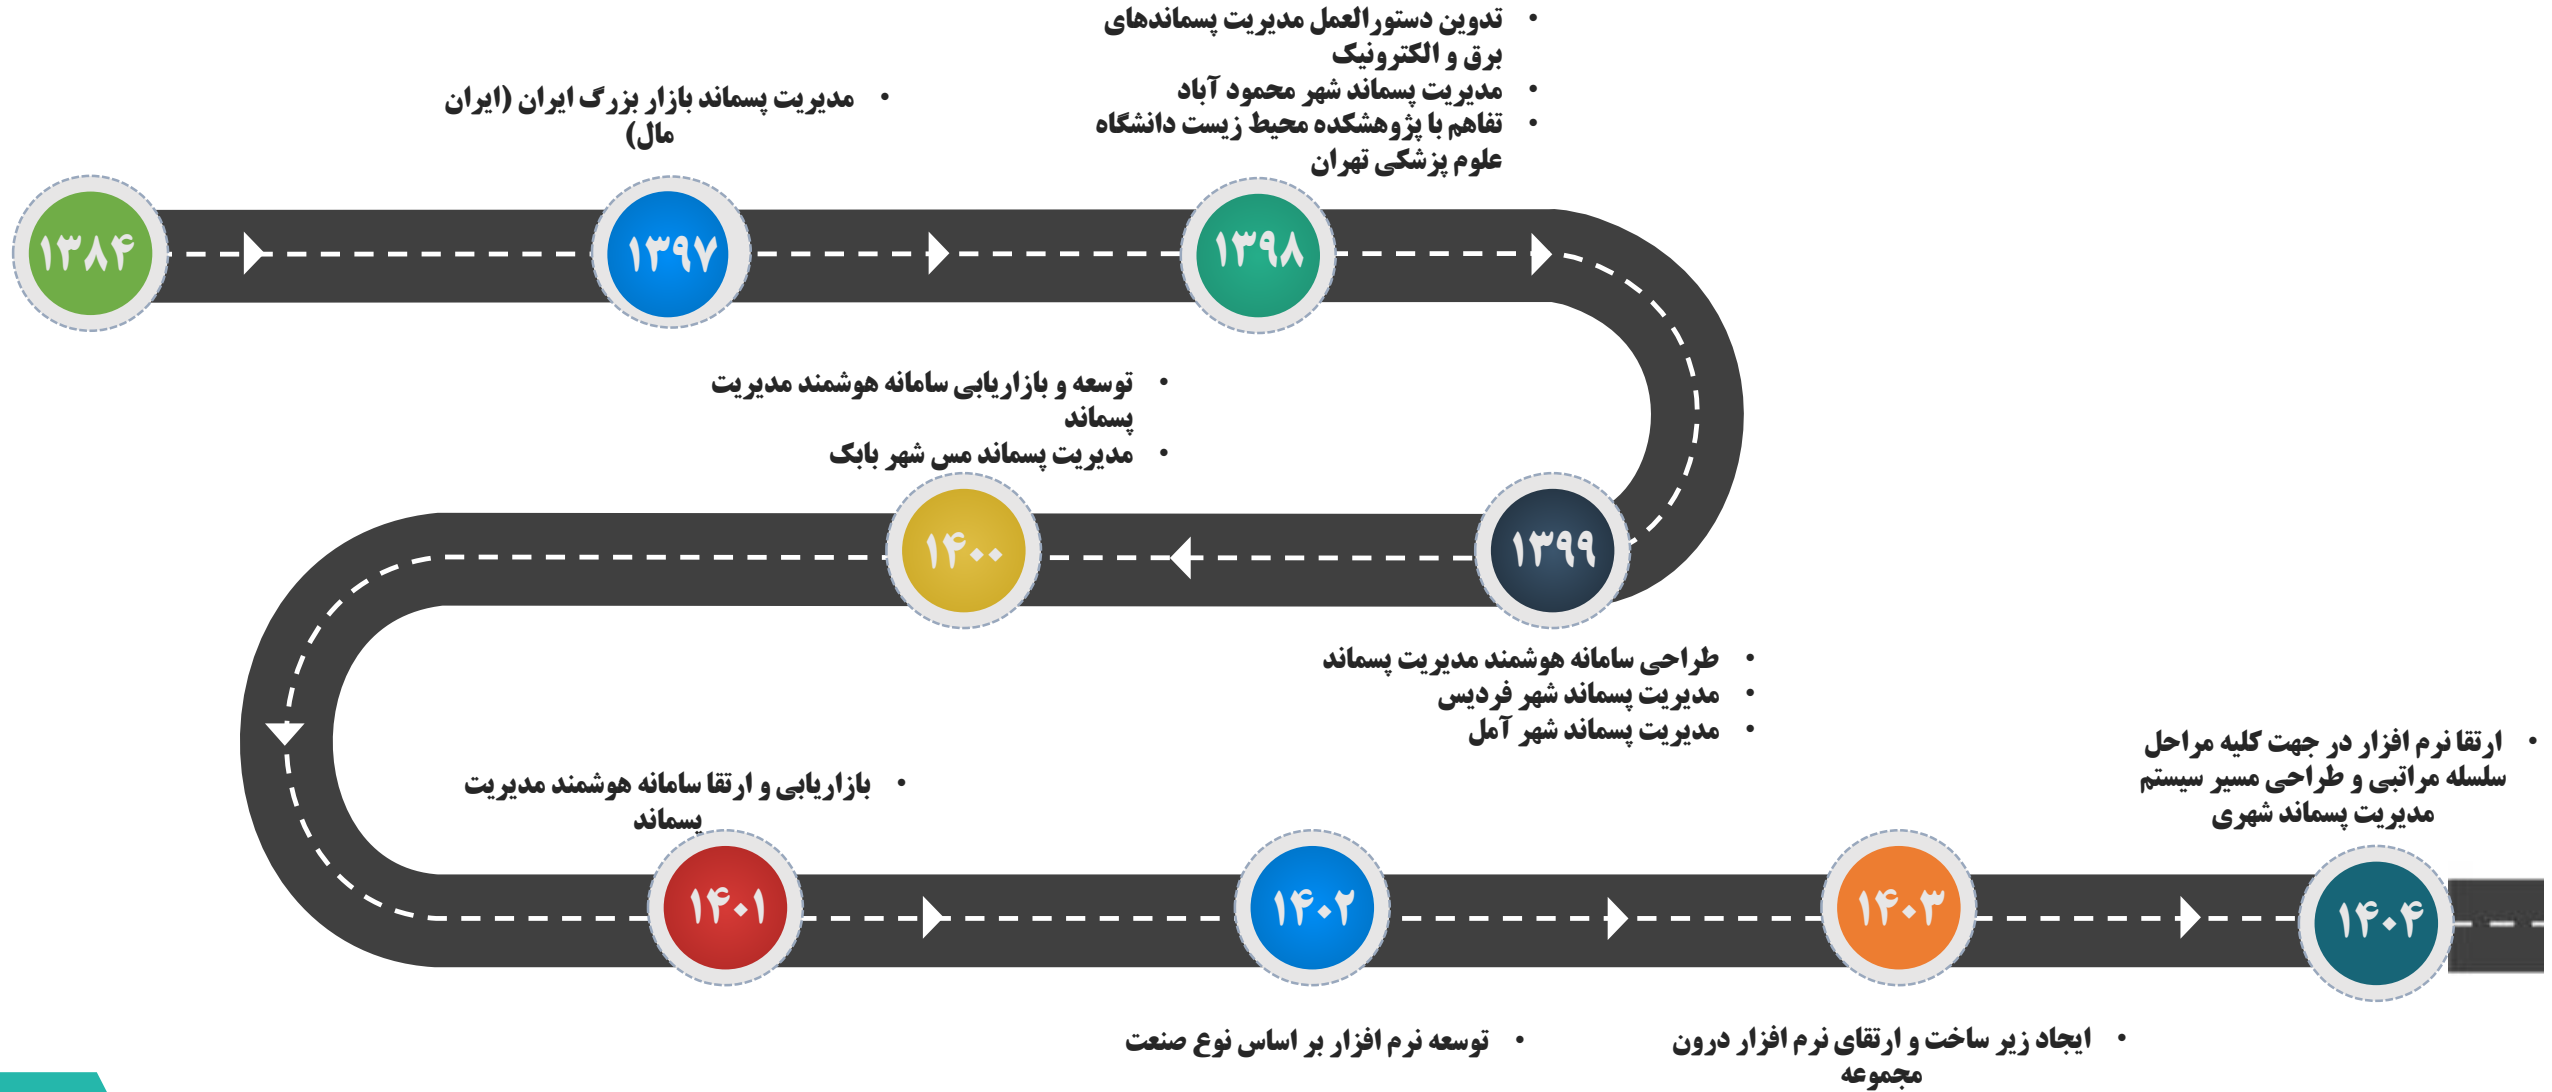 ۱۳۸۴
• مدیریت پسماند بازار بزرگ ایران (ایران
مال)
۱۳۹۷
• تدوین دستورالعمل مدیریت پسماندهای
برق و الکترونیک
• مدیریت پسماند شهر محمود آباد
• تفاهم با پژوهشکده محیط زیست دانشگاه
علوم پزشکی تهران
۱۳۹۸
۱۳۹۹
• طراحی سامانه هوشمند مدیریت پسماند
• مدیریت پسماند شهر فردیس
• مدیریت پسماند شهر آمل
• توسعه و بازاریابی سامانه هوشمند مدیریت
پسماند
• مدیریت پسماند مس شهر بابک
۱۴۰۰
• بازاریابی و ارتقا سامانه هوشمند مدیریت
پسماند
۱۴۰۱
۱۴۰۲
• توسعه نرم افزار بر اساس نوع صنعت
۱۴۰۳
• ایجاد زیر ساخت و ارتقای نرم افزار درون
مجموعه
• ارتقا نرم افزار در جهت کلیه مراحل
سلسله مراتبی و طراحی مسیر سیستم
مدیریت پسماند شهری
۱۴۰۴